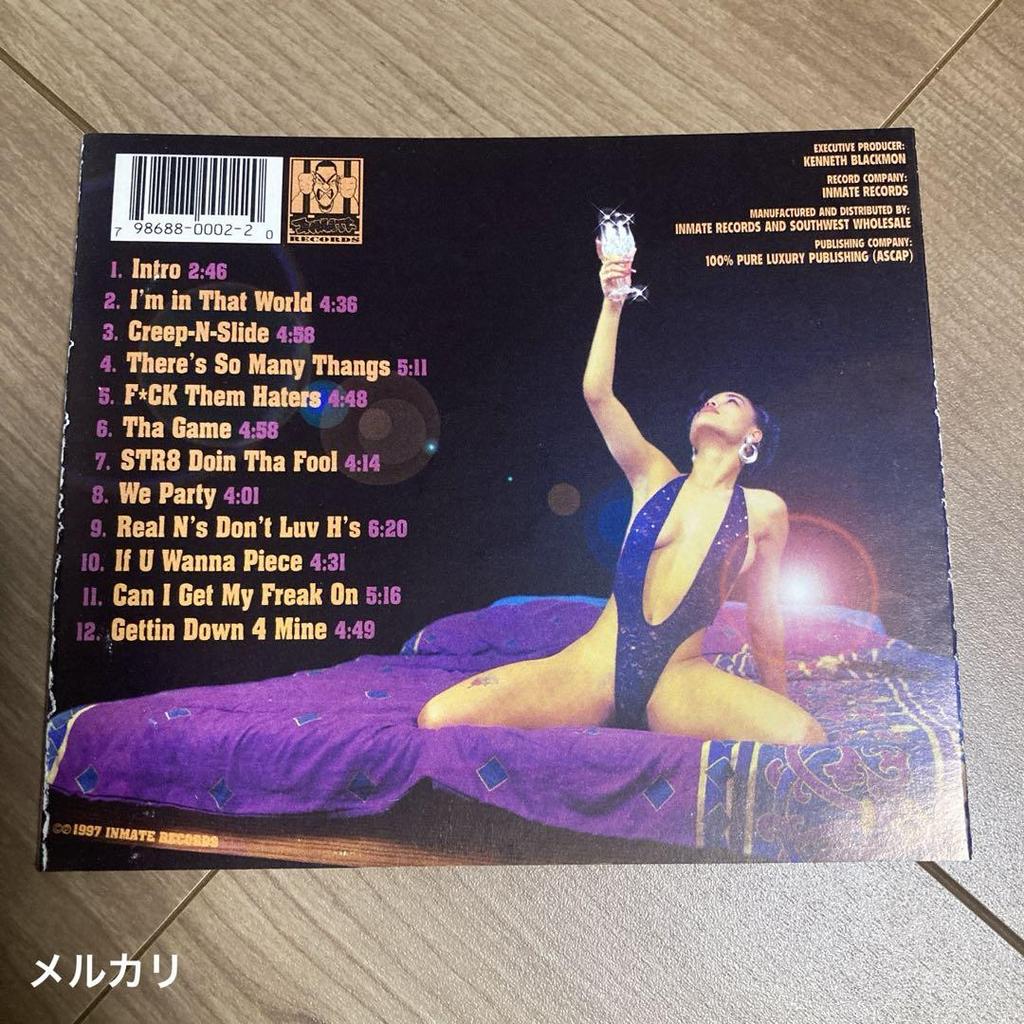 7 98688-0002-2 0
INMATE
RECORDS
EXECUTIVE PRODUCER:
KENNETH BLACKMON
RECORD COMPANY:
INMATE RECORDS
MANUFACTURED AND DISTRIBUTED BY:
INMATE RECORDS AND SOUTHWEST WHOLESALE
PUBLISHING COMPANY:
100% PURE LUXURY PUBLISHING (ASCAP)
1. Intro 2:46
2. I'm in That World 4:36
3. Creep-N-Slide 4:58
4. There's So Many Thangs 5:11
5. F*CK Them Haters 4:48
6. Tha Game 4:58
7. STR8 Doin Tha Fool 4:14
8. We Party 4:01
9. Real N's Don't Luv H's 6:20
10. If U Wanna Piece 4:31
11. Can I Get My Freak On 5:16
12. Gettin Down 4 Mine 4:49
©℗1997 INMATE RECORDS
メルカリ